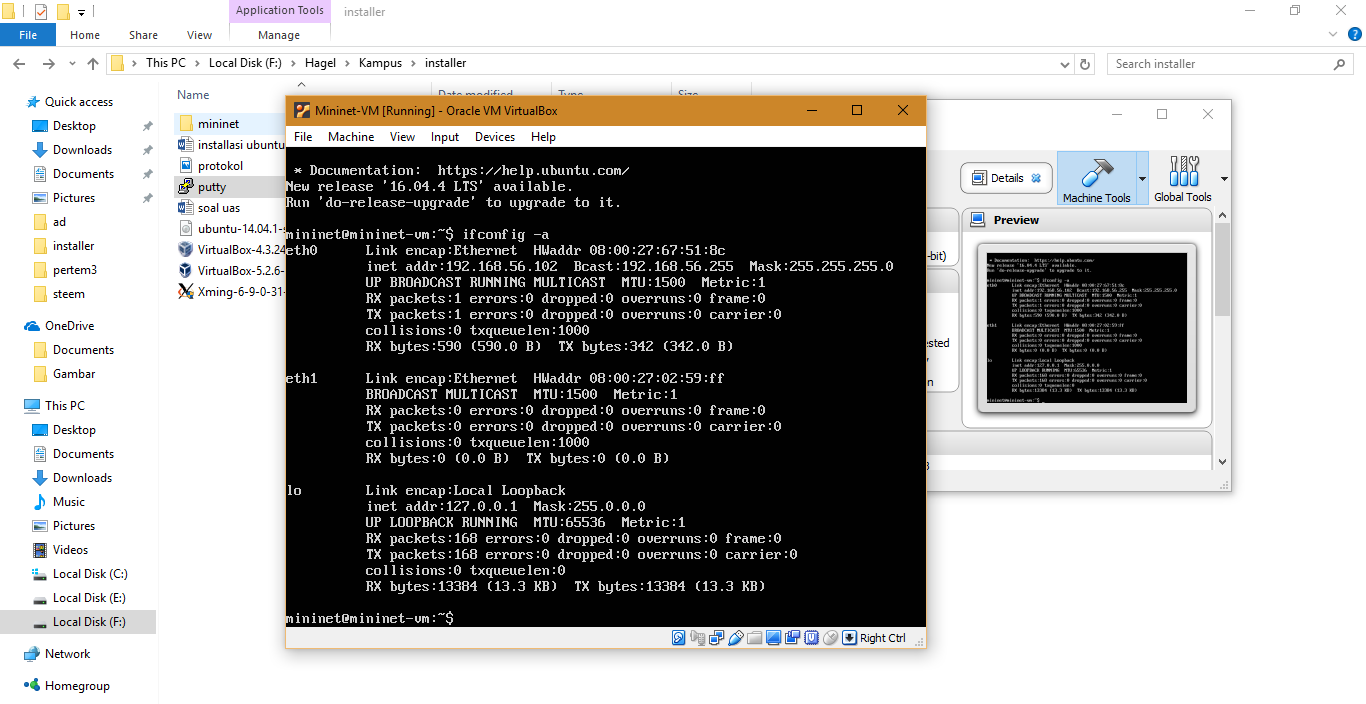 Application Tools
installer
File
Home
Share
View
Manage
This PC
Local Disk (F:)
Hagel
Kampus
installer
Search installer
Quick access
Desktop
Downloads
Documents
Pictures
ad
installer
pertem3
steem
OneDrive
Documents
Gambar
This PC
Desktop
Documents
Downloads
Music
Pictures
Videos
Local Disk (C:)
Local Disk (E:)
Local Disk (F:)
Network
Homegroup
Name
Date modified
Type
Size
mininet
installasi ubuntu
protokol
putty
soal uas
ubuntu-14.04.1-s
VirtualBox-4.3.24
VirtualBox-5.2.6-
Xming-6-9-0-31-
Mininet-VM [Running] - Oracle VM VirtualBox
File Machine View Input Devices Help
* Documentation:  https://help.ubuntu.com/
New release '16.04.4 LTS' available.
Run 'do-release-upgrade' to upgrade to it.
mininet@mininet-vm:~$ ifconfig -a
eth0 Link encap:Ethernet HWaddr 08:00:27:67:51:8c
inet addr:192.168.56.102 Bcast:192.168.56.255 Mask:255.255.255.0
UP BROADCAST RUNNING MULTICAST MTU:1500 Metric:1
RX packets:1 errors:0 dropped:0 overruns:0 frame:0
TX packets:1 errors:0 dropped:0 overruns:0 carrier:0
collisions:0 txqueuelen:1000
RX bytes:590 (590.0 B) TX bytes:342 (342.0 B)
eth1 Link encap:Ethernet HWaddr 08:00:27:02:59:ff
BROADCAST MULTICAST MTU:1500 Metric:1
RX packets:0 errors:0 dropped:0 overruns:0 frame:0
TX packets:0 errors:0 dropped:0 overruns:0 carrier:0
collisions:0 txqueuelen:1000
RX bytes:0 (0.0 B) TX bytes:0 (0.0 B)
lo Link encap:Local Loopback
inet addr:127.0.0.1 Mask:255.0.0.0
UP LOOPBACK RUNNING MTU:65536 Metric:1
RX packets:168 errors:0 dropped:0 overruns:0 frame:0
TX packets:168 errors:0 dropped:0 overruns:0 carrier:0
collisions:0 txqueuelen:0
RX bytes:13384 (13.3 KB) TX bytes:13384 (13.3 KB)
mininet@mininet-vm:~$
Right Ctrl
Details
Machine Tools
Global Tools
Preview
-bit)
ested